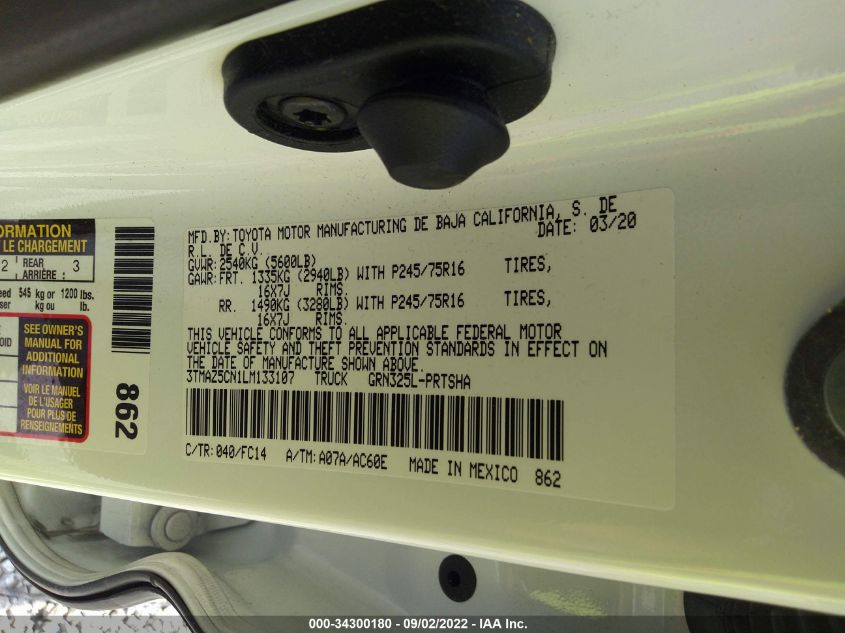 MFD.BY:TOYOTA MOTOR MANUFACTURING DE BAJA CALIFORNIA, S. DE
R.L. DE C.V. DATE: 03/20
GVWR:2540KG (5600LB)
GAWR:FRT. 1335KG (2940LB) WITH P245/75R16 TIRES,
16X7J RIMS.
RR. 1490KG (3280LB) WITH P245/75R16 TIRES,
16X7J RIMS.
THIS VEHICLE CONFORMS TO ALL APPLICABLE FEDERAL MOTOR
VEHICLE SAFETY AND THEFT PREVENTION STANDARDS IN EFFECT ON
THE DATE OF MANUFACTURE SHOWN ABOVE.
3TMAZ5CN1LM133107 TRUCK GRN325L-PRTSHA
C/TR:040/FC14 A/TM:A07A/AC60E MADE IN MEXICO 862
LE CHARGEMENT
2 REAR 3
ARRIÈRE :
545 kg or 1200 lbs.
kg ou lb.
SEE OWNER'S
MANUAL FOR
ADDITIONAL
INFORMATION
VOIR LE MANUEL
DE L'USAGER
POUR PLUS DE
RENSEIGNEMENTS
862
000-34300180 - 09/02/2022 - IAA Inc.